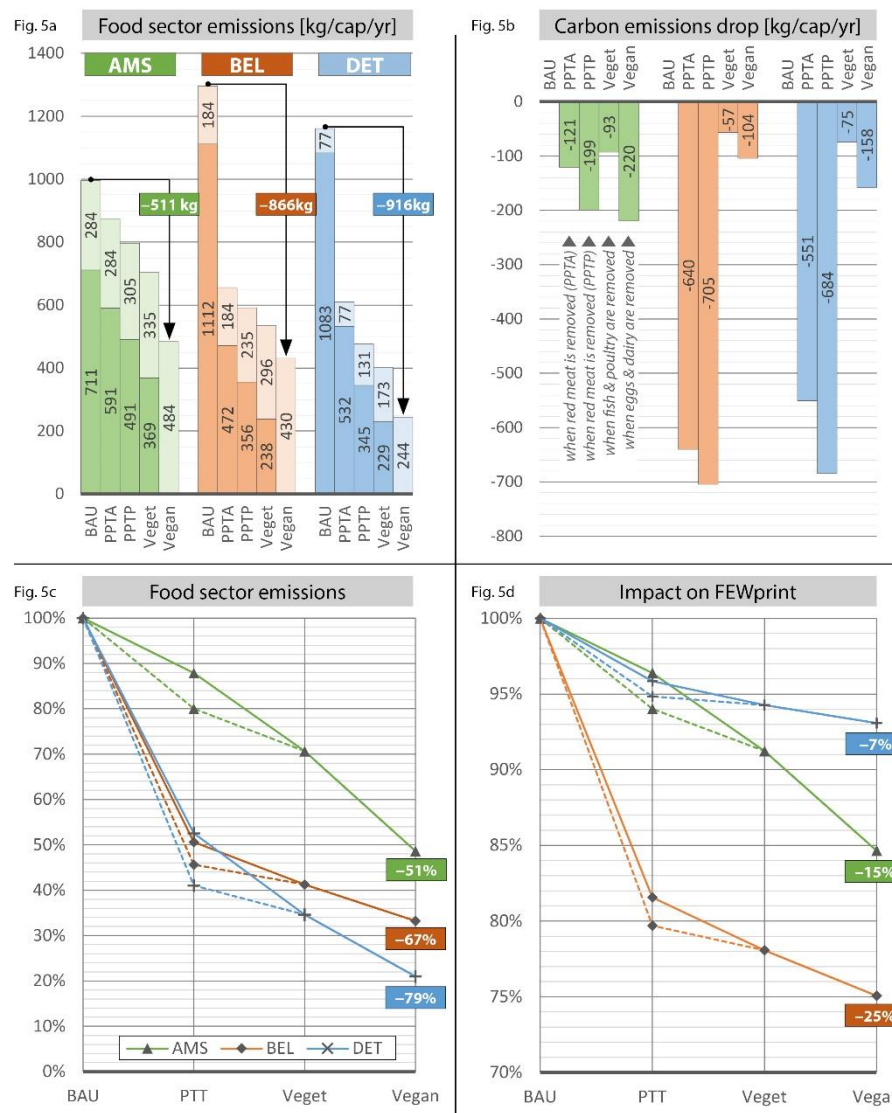 Fig. 5a
Food sector emissions [kg/cap/yr]
1400
1200
1000
800
600
400
200
0
AMS
BEL
DET
284
711
284
591
305
491
335
369
484
−511 kg
184
1112
184
472
235
356
296
238
430
−866kg
77
1083
77
532
131
345
173
229
244
−916kg
BAU
PPTA
PPTP
Veget
Vegan
BAU
PPTA
PPTP
Veget
Vegan
BAU
PPTA
PPTP
Veget
Vegan
Fig. 5b
Carbon emissions drop [kg/cap/yr]
BAU
PPTA
PPTP
Veget
Vegan
BAU
PPTA
PPTP
Veget
Vegan
BAU
PPTA
PPTP
Veget
Vegan
0
-100
-200
-300
-400
-500
-600
-700
-800
-121
-199
-93
-220
-640
-705
-57
-104
-551
-684
-75
-158
when red meat is removed (PPTA)
when red meat is removed (PPTP)
when fish & poultry are removed
when eggs & dairy are removed
Fig. 5c
Food sector emissions
100%
90%
80%
70%
60%
50%
40%
30%
20%
10%
0%
−51%
−67%
−79%
AMS
BEL
DET
BAU
PTT
Veget
Vegan
Fig. 5d
Impact on FEWprint
100%
95%
90%
85%
80%
75%
70%
−7%
−15%
−25%
BAU
PTT
Veget
Vega